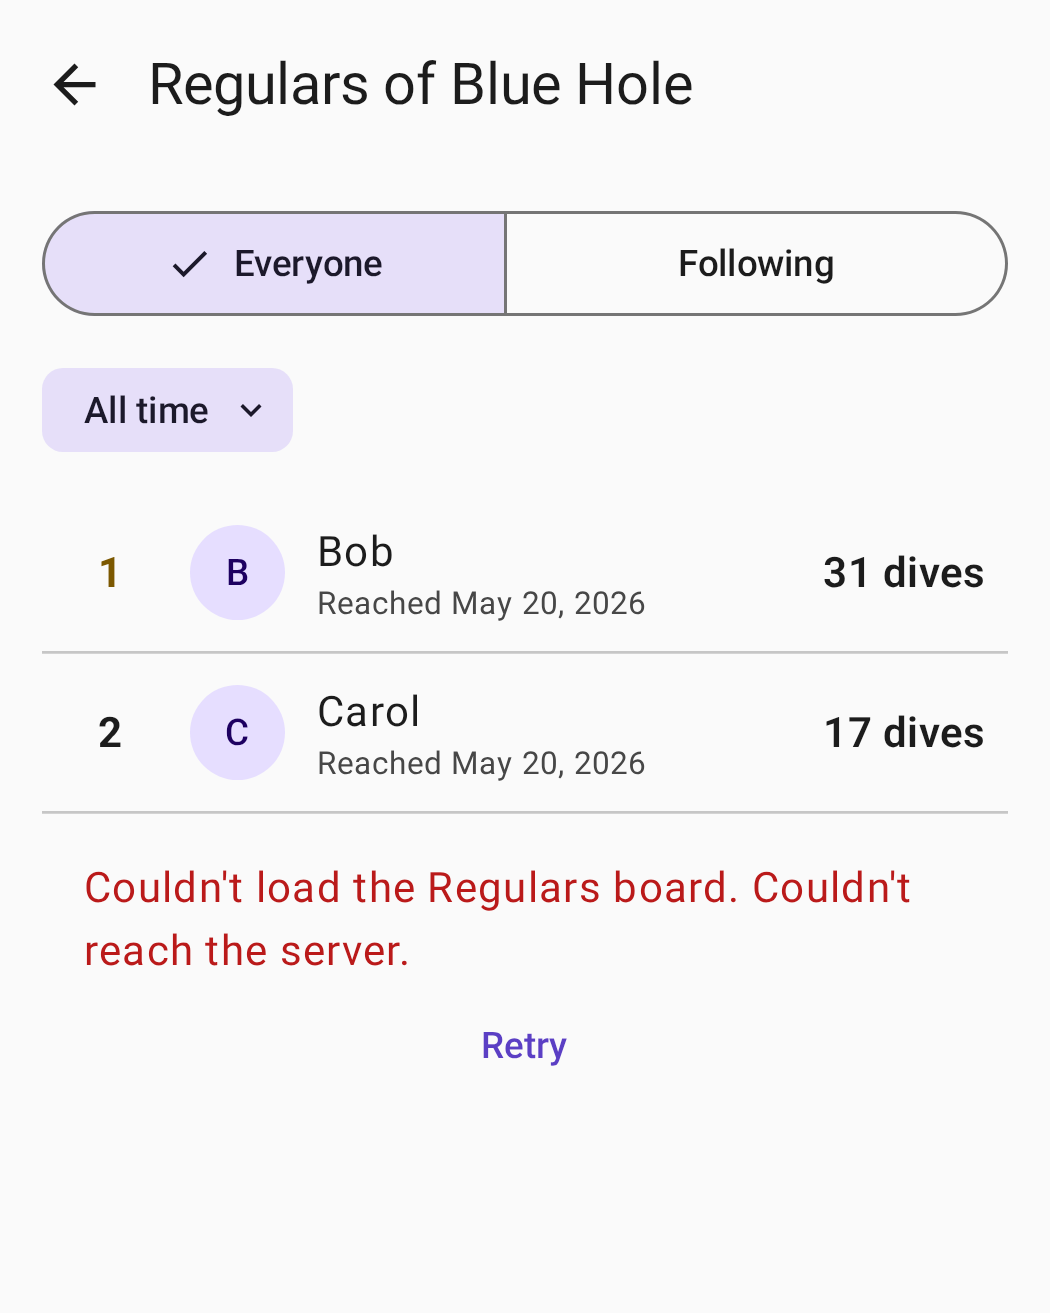 Regulars of Blue Hole
Everyone
Following
All time
1
B
Bob
Reached May 20, 2026
31 dives
2
C
Carol
Reached May 20, 2026
17 dives
Couldn't load the Regulars board. Couldn't
reach the server.
Retry